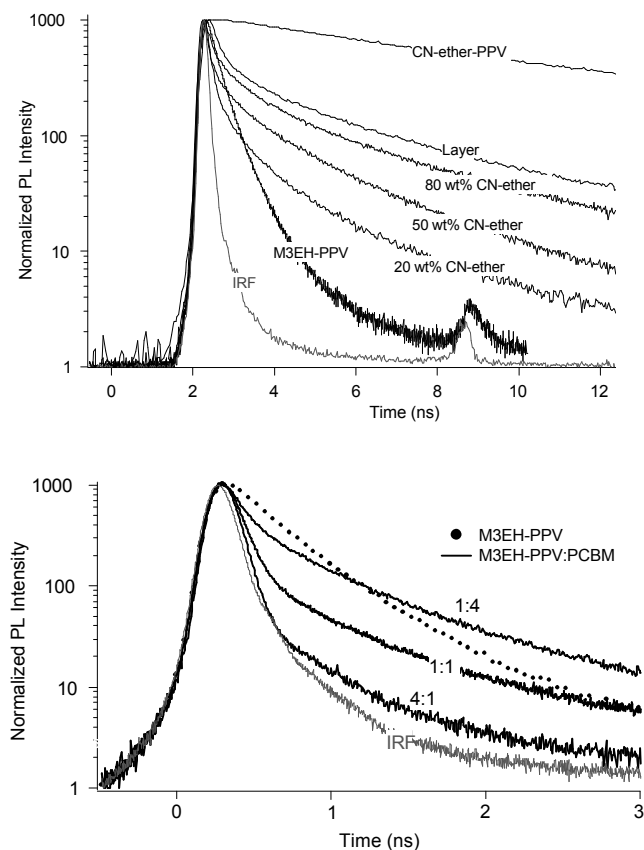 1000
100
10
1
Normalized PL Intensity
CN-ether-PPV
Layer
80 wt% CN-ether
50 wt% CN-ether
M3EH-PPV
20 wt% CN-ether
IRF
0 2 4 6 8 10 12
Time (ns)
1000
100
10
1
Normalized PL Intensity
M3EH-PPV
M3EH-PPV:PCBM
1:4
1:1
4:1
IRF
0 1 2 3
Time (ns)